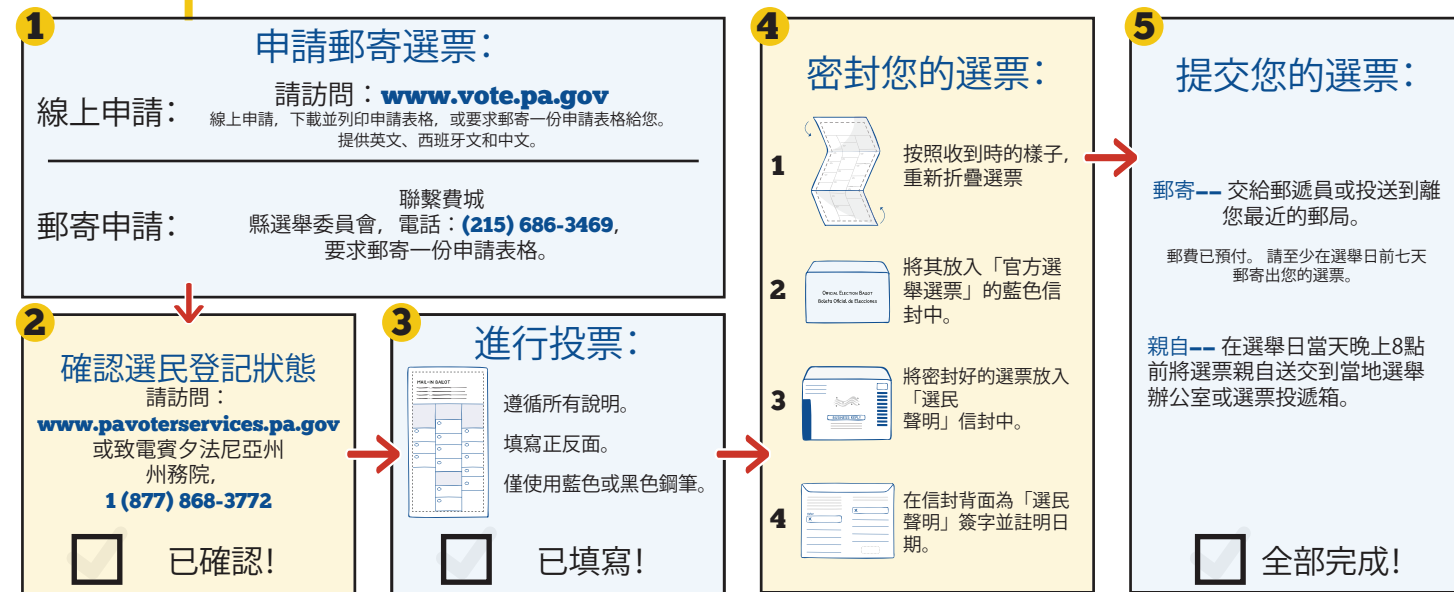 1
申請郵寄選票：
線上申請：
請訪問：www.vote.pa.gov
線上申請，下載並列印申請表格，或要求郵寄一份申請表格給您。
提供英文、西班牙文和中文。
郵寄申請：
聯繫費城
縣選舉委員會，電話：(215) 686-3469，
要求郵寄一份申請表格。
2
確認選民登記狀態
請訪問：
www.pavoterservices.pa.gov
或致電賓夕法尼亞州
州務院，
1 (877) 868-3772
已確認！
3
進行投票：
MAIL-IN BALLOT
遵循所有說明。
填寫正反面。
僅使用藍色或黑色鋼筆。
已填寫！
4
密封您的選票：
1
按照收到時的樣子，
重新折疊選票
2
Official Election Ballot
Boleta Oficial de Elecciones
將其放入「官方選
舉選票」的藍色信
封中。
3
BUSINESS REPLY
將密封好的選票放入
「選民
聲明」信封中。
4
在信封背面為「選民
聲明」簽字並註明日
期。
5
提交您的選票：
郵寄–– 交給郵遞員或投送到離
您最近的郵局。
郵費已預付。 請至少在選舉日前七天
郵寄出您的選票。
親自–– 在選舉日當天晚上8點
前將選票親自送交到當地選舉
辦公室或選票投遞箱。
全部完成！